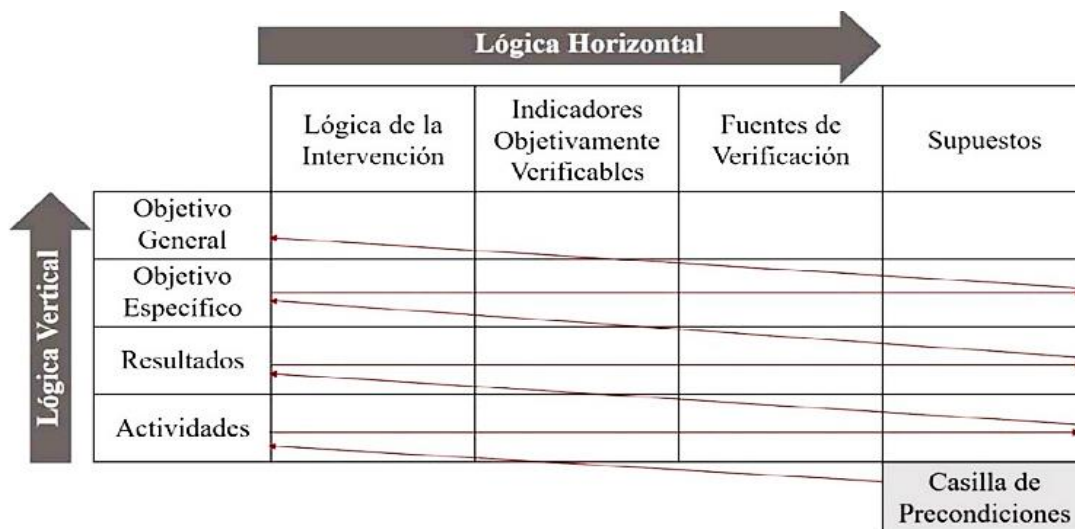 Lógica Horizontal
Lógica de la
Intervención
Indicadores
Objetivamente
Verificables
Fuentes de
Verificación
Supuestos
Lógica Vertical
Objetivo
General
Objetivo
Específico
Resultados
Actividades
Casilla de
Precondiciones